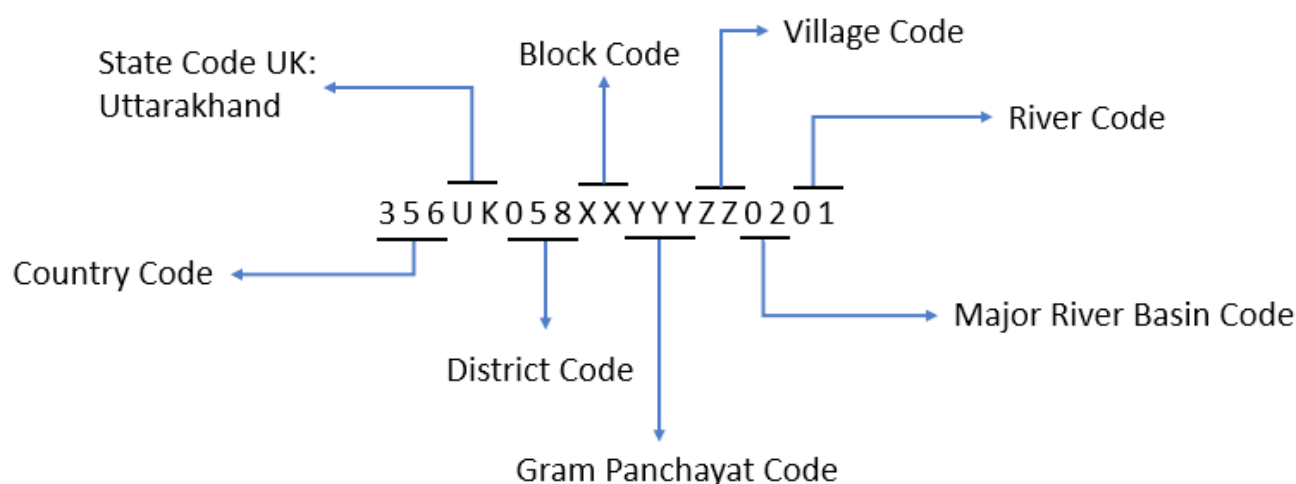 Village Code
Block Code
State Code UK:
Uttarakhand
River Code
356UK058XXYYYZZ0201
Country Code
Major River Basin Code
District Code
Gram Panchayat Code